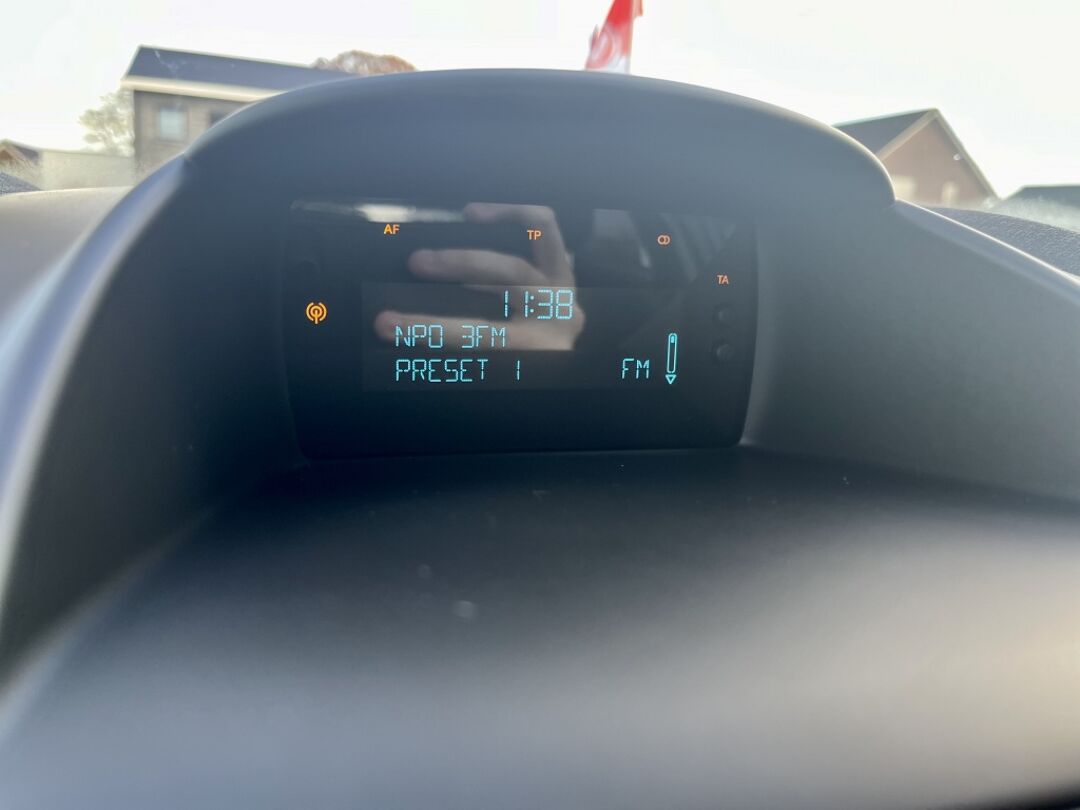 AF TP
TA
11:38
NPO 3FM
PRESET 1 FM